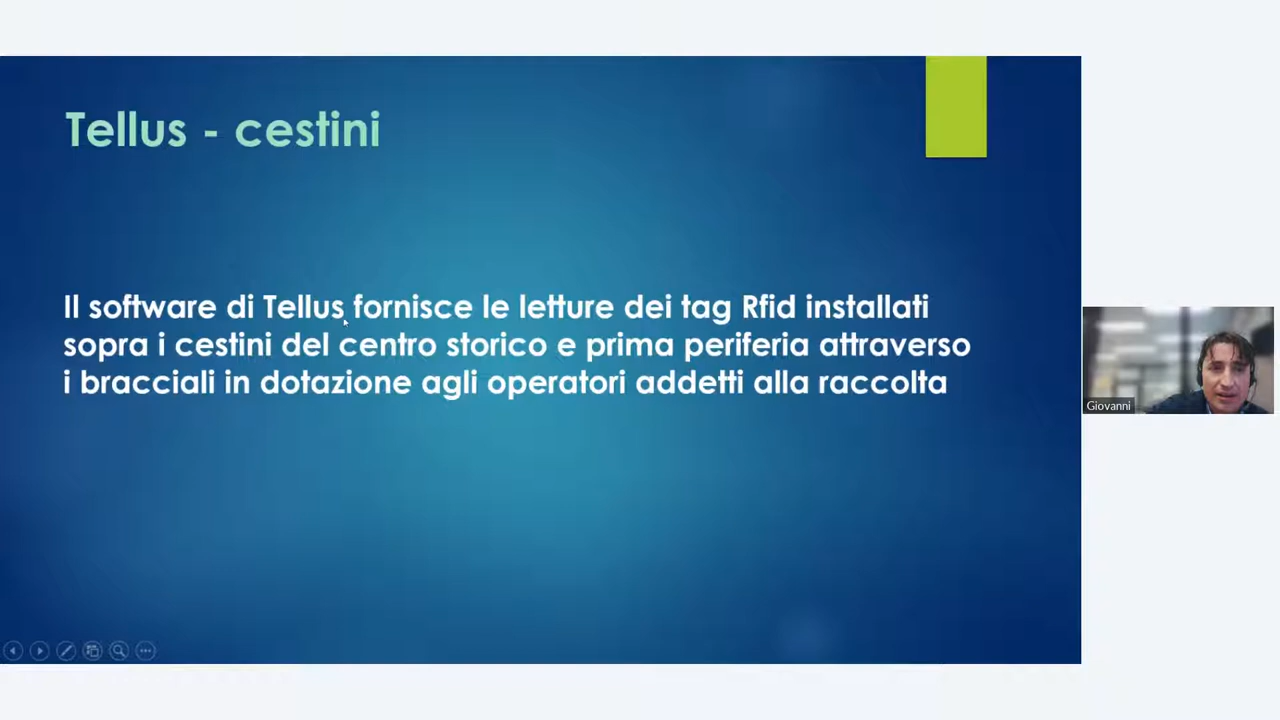 Tellus - cestini
Il software di Tellus fornisce le letture dei tag Rfid installati
sopra i cestini del centro storico e prima periferia attraverso
i bracciali in dotazione agli operatori addetti alla raccolta
Giovanni